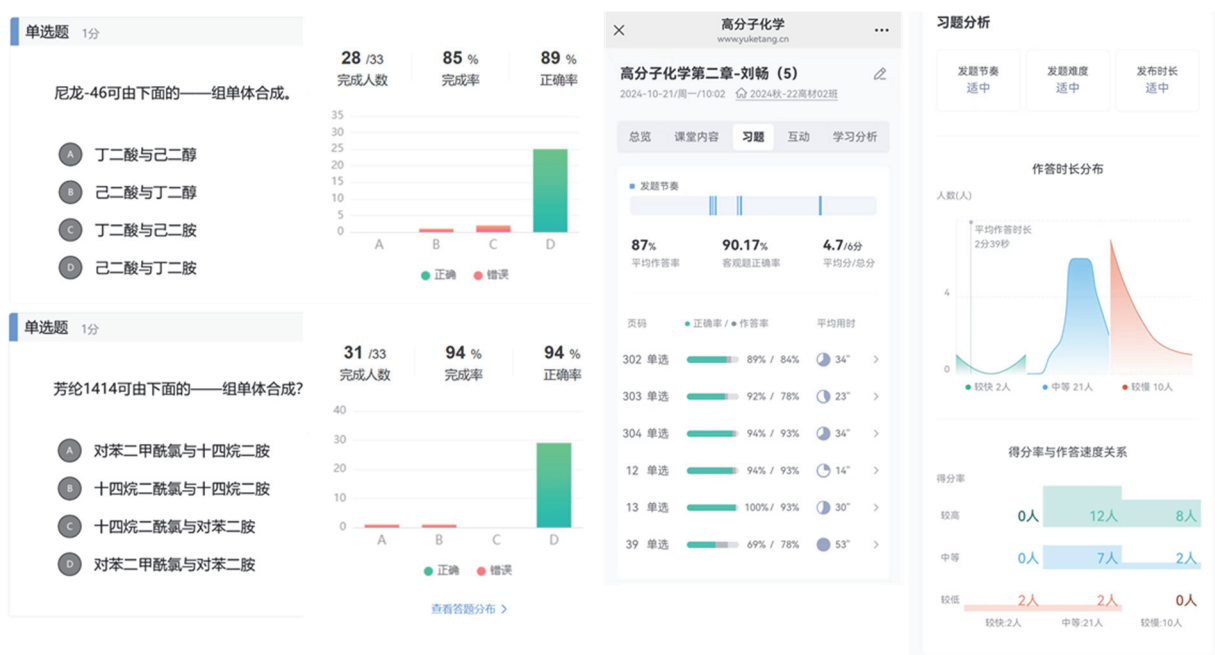 单选题 1分
尼龙-46可由下面的——组单体合成。
A 丁二酸与己二醇
B 己二酸与丁二醇
C 丁二酸与己二胺
D 己二酸与丁二胺
28 /33 85 % 89 %
完成人数 完成率 正确率
35
30
25
20
15
10
5
0
A B C D
正确 错误
单选题 1分
芳纶1414可由下面的——组单体合成?
A 对苯二甲酰氯与十四烷二胺
B 十四烷二酰氯与十四烷二胺
C 十四烷二酰氯与对苯二胺
D 对苯二甲酰氯与对苯二胺
31 /33 94 % 94 %
完成人数 完成率 正确率
40
30
20
10
0
A B C D
正确 错误
查看答题分布 >
高分子化学
www.yuketang.cn
高分子化学第二章-刘畅（5）
2024-10-21/周一/10:02 2024秋-22高材02班
总览 课堂内容 习题 互动 学习分析
发题节奏
87% 90.17% 4.7/6分
平均作答率 客观题正确率 平均分/总分
页码 正确率 / 作答率 平均用时
302 单选 89% / 84% 34"
303 单选 92% / 78% 23"
304 单选 94% / 93% 34"
12 单选 94% / 93% 14"
13 单选 100%/ 93% 30"
39 单选 69% / 78% 53"
习题分析
发题节奏 发题难度 发布时长
适中 适中 适中
作答时长分布
人数(人)
平均作答时长
2分39秒
4
0
较快 2人 中等 21人 较慢 10人
得分率与作答速度关系
得分率
较高 0人 12人 8人
中等 0人 7人 2人
较低 2人 2人 0人
较快:2人 中等:21人 较慢:10人